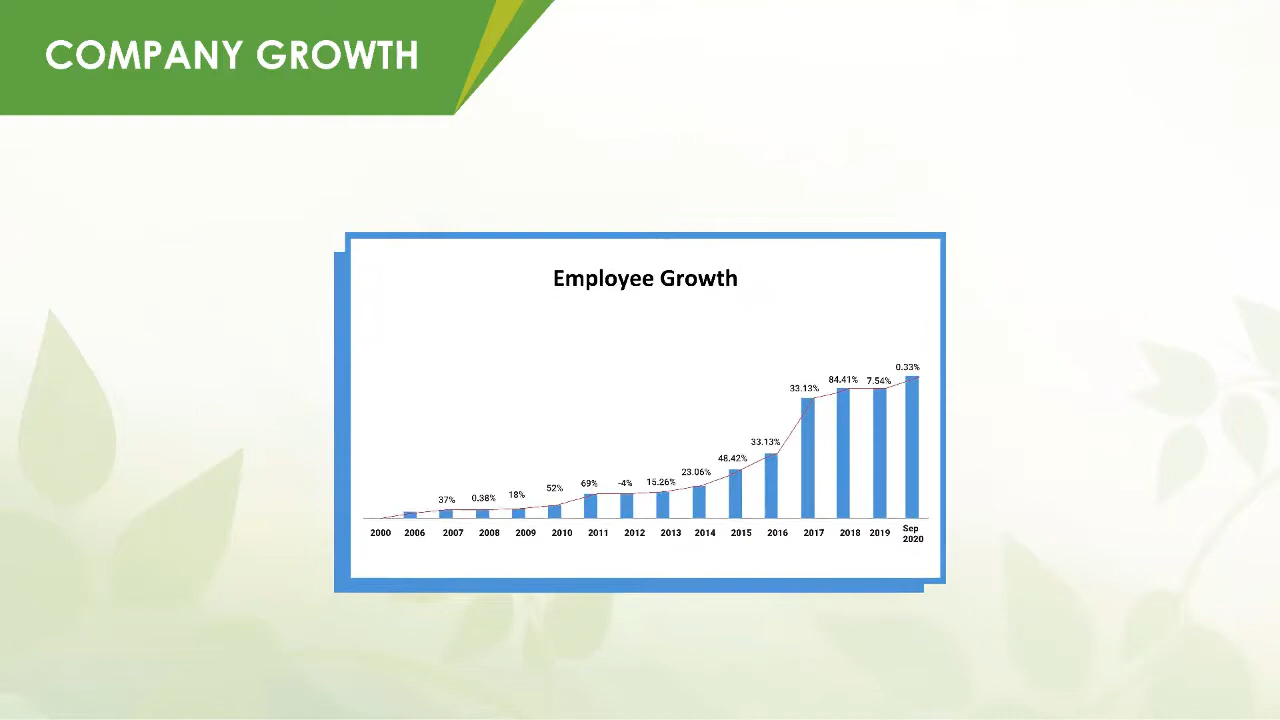 COMPANY GROWTH
Employee Growth
37% 0.38% 18% 52% 69% -4% 15.26% 23.06% 48.42% 33.13% 33.13% 84.41% 7.54% 0.33%
2000 2006 2007 2008 2009 2010 2011 2012 2013 2014 2015 2016 2017 2018 2019 Sep
2020